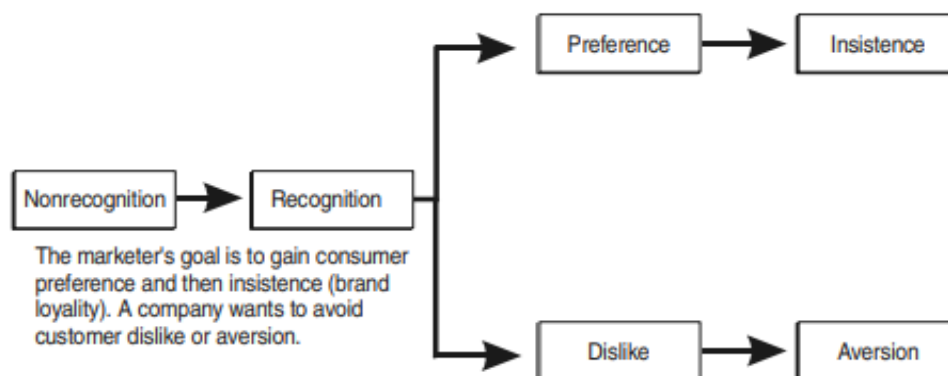 Preference
Insistence
Nonrecognition
Recognition
The marketer's goal is to gain consumer
preference and then insistence (brand
loyality). A company wants to avoid
customer dislike or aversion.
Dislike
Aversion